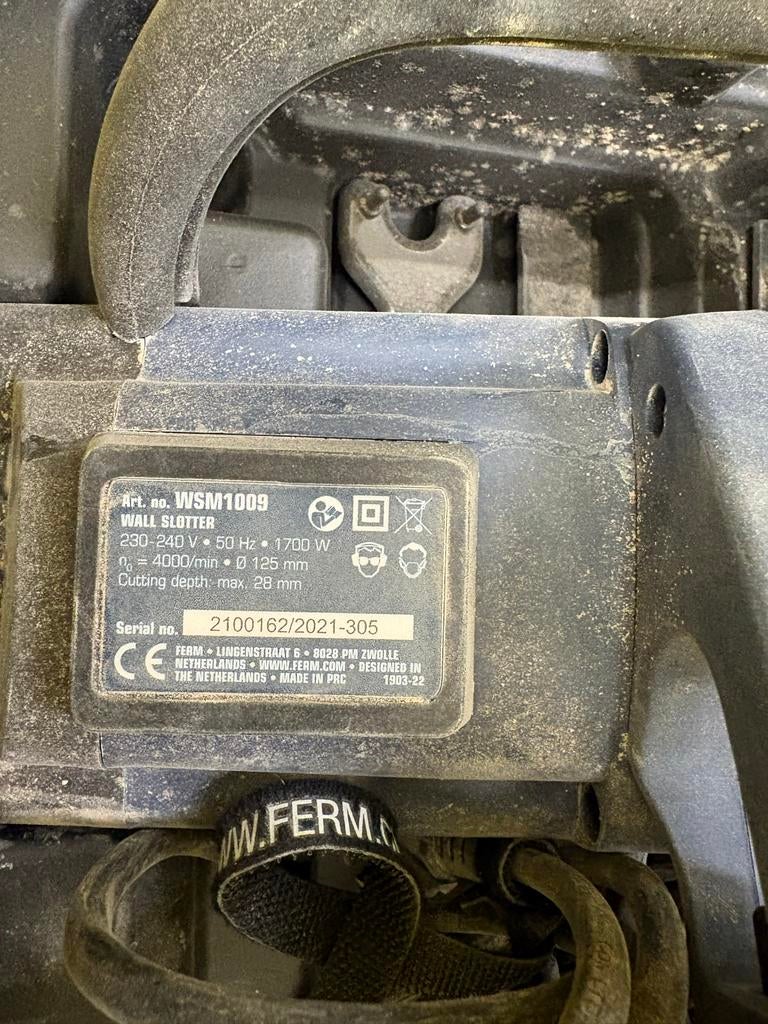 Art. no. WSM1009
WALL SLOTTER
230-240 V • 50 Hz • 1700 W
n₀ = 4000/min • Ø 125 mm
Cutting depth: max. 28 mm
Serial no. 2100162/2021-305
CE FERM • LINGENSTRAAT 6 • 8028 PM ZWOLLE
NETHERLANDS • WWW.FERM.COM • DESIGNED IN
THE NETHERLANDS • MADE IN PRC 1903-22
WW.FERM.C